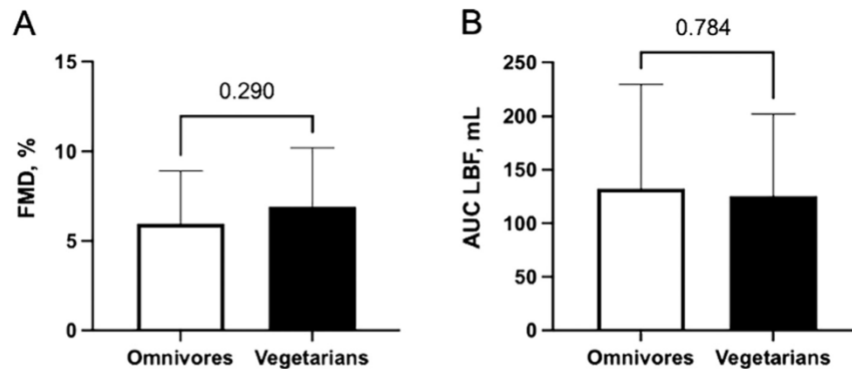 A
FMD, %
15
10
5
0
0.290
Omnivores Vegetarians
B
AUC LBF, mL
250
200
150
100
50
0
0.784
Omnivores Vegetarians